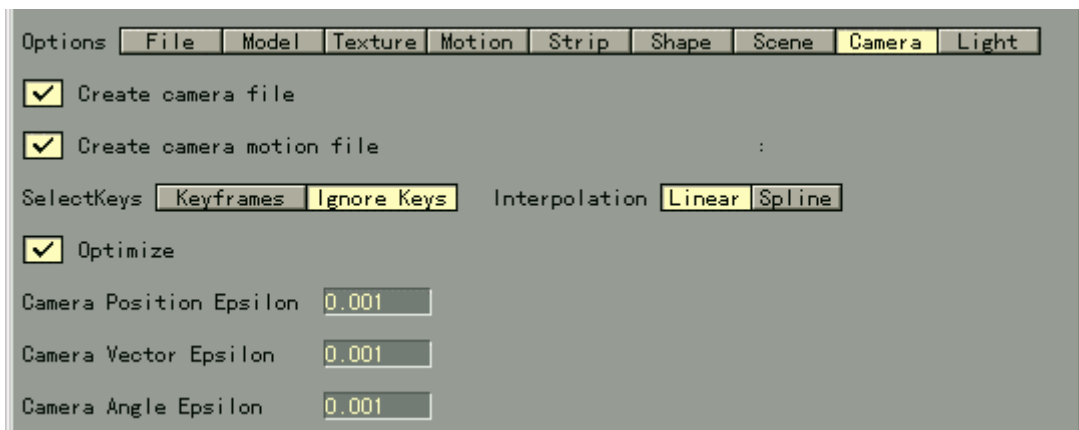 Options File Model Texture Motion Strip Shape Scene Camera Light
Create camera file
Create camera motion file :
SelectKeys Keyframes Ignore Keys Interpolation Linear Spline
Optimize
Camera Position Epsilon 0.001
Camera Vector Epsilon 0.001
Camera Angle Epsilon 0.001